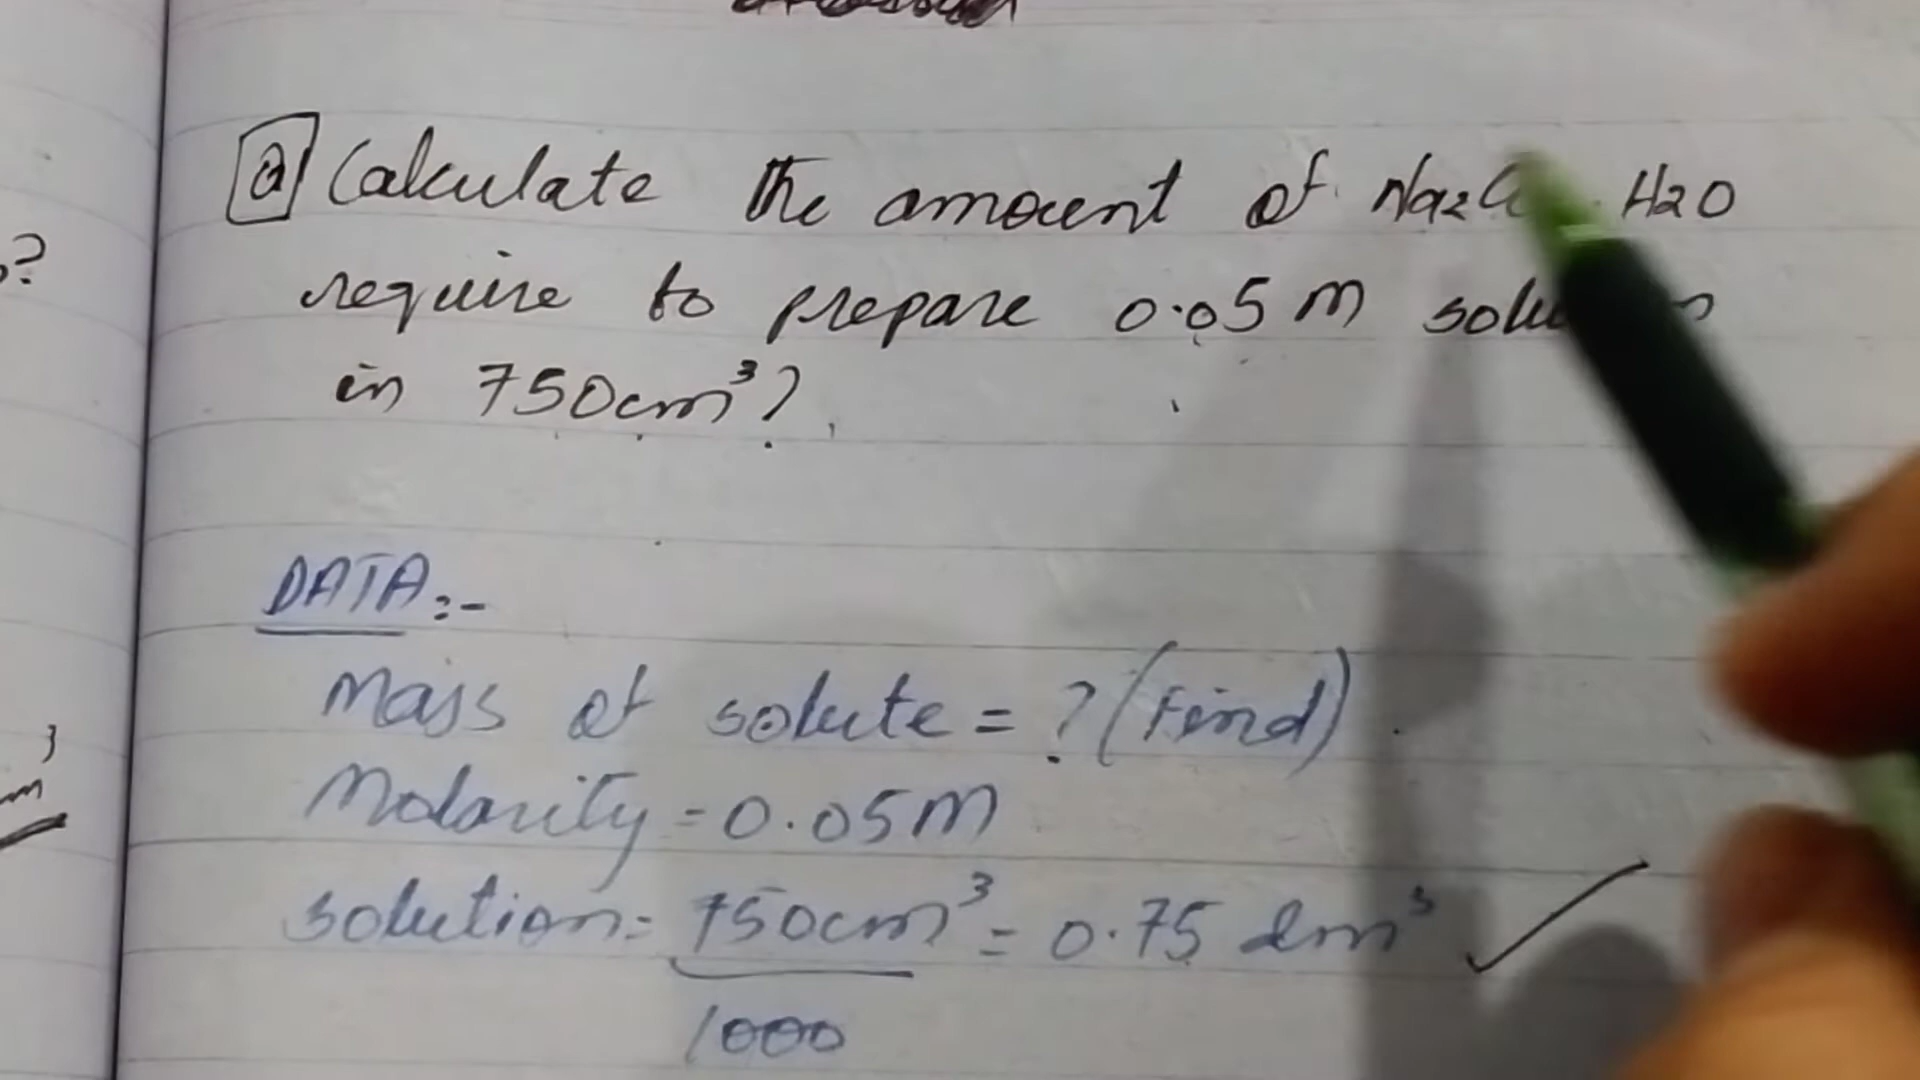 Q) Calculate the amount of H2O
require to prepare 0.05 M
in 750cm³?
DATA:-
Mass of solute = ? (Find)
Molarity = 0.05M
solution = 750cm³ = 0.75 dm³
1000
?
3
m